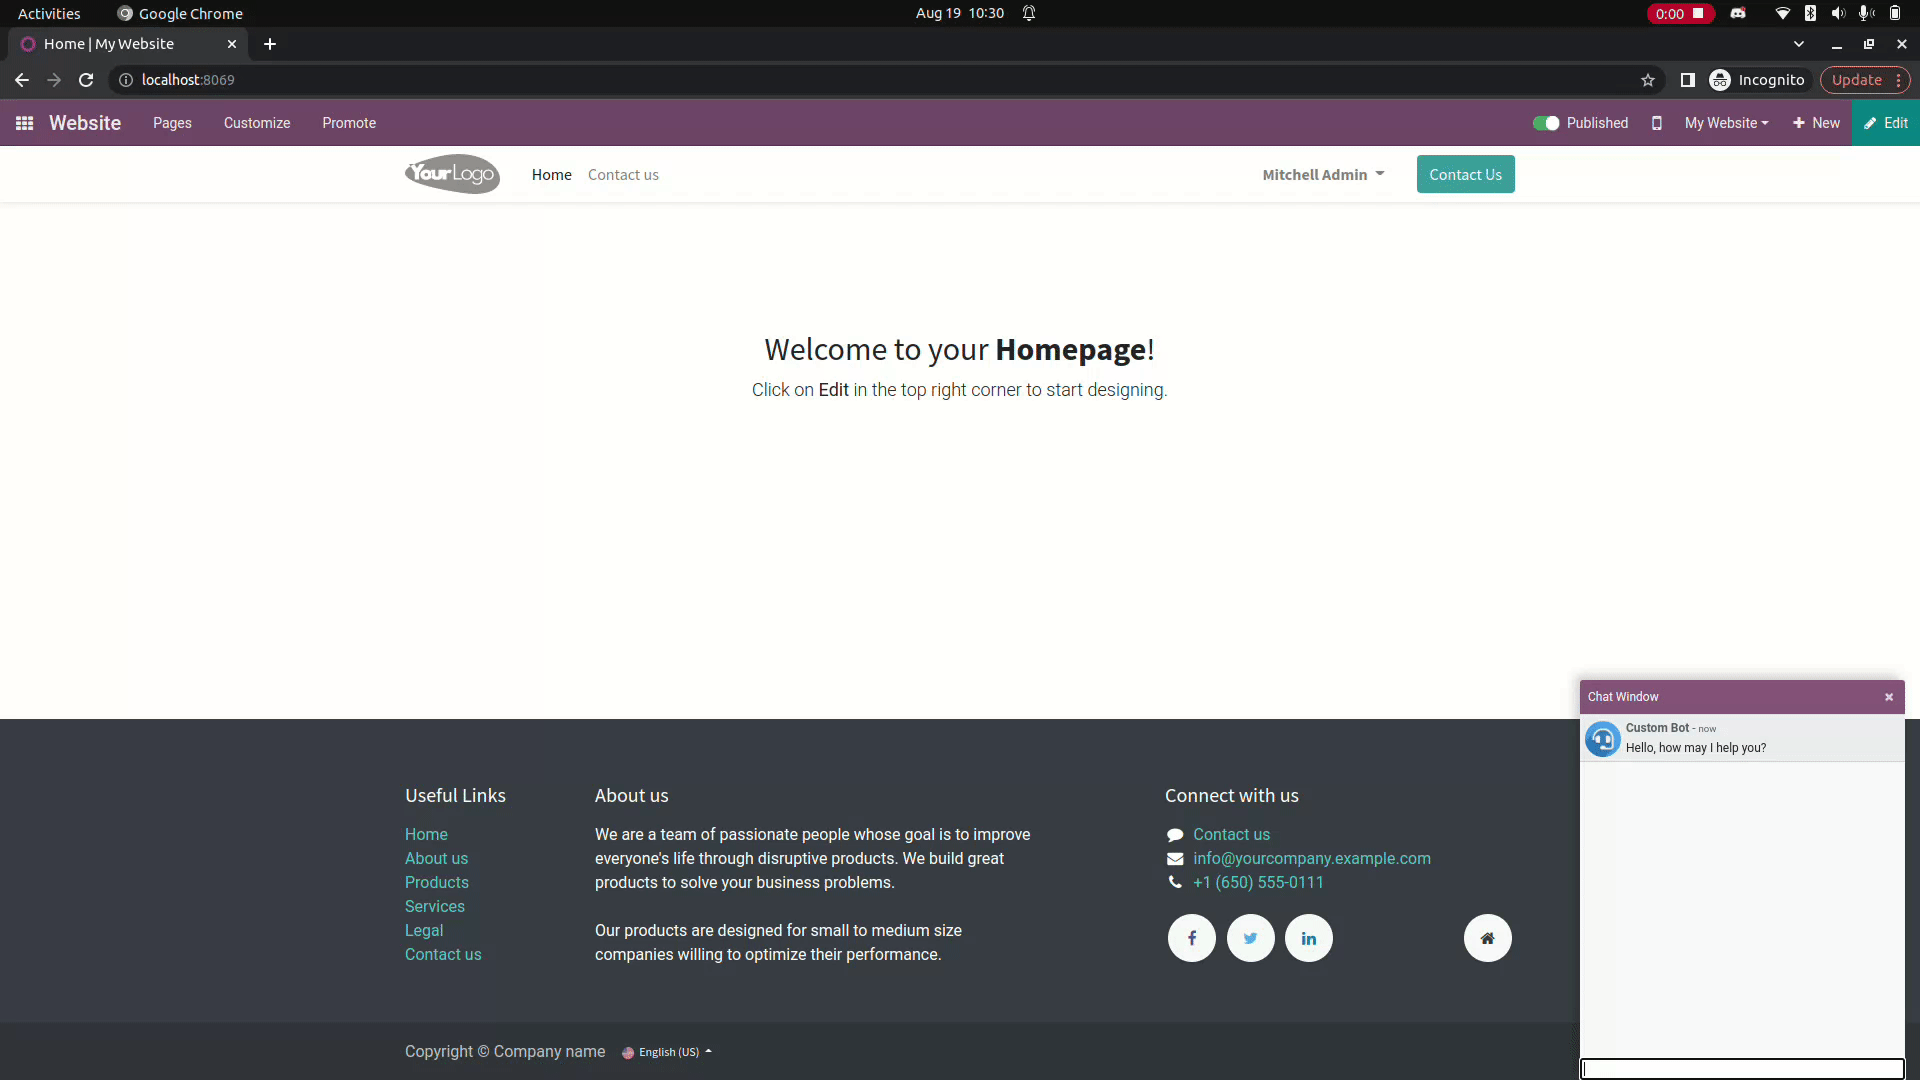 Activities
Google Chrome
Aug 19 10:30
0:00
Home | My Website
localhost:8069
Incognito
Update
Website
Pages
Customize
Promote
Published
My Website
New
Edit
YourLogo
Home
Contact us
Mitchell Admin
Contact Us
Welcome to your Homepage!
Click on Edit in the top right corner to start designing.
Chat Window
Custom Bot - now
Hello, how may I help you?
Useful Links
Home
About us
Products
Services
Legal
Contact us
About us
We are a team of passionate people whose goal is to improve
everyone's life through disruptive products. We build great
products to solve your business problems.
Our products are designed for small to medium size
companies willing to optimize their performance.
Connect with us
Contact us
info@yourcompany.example.com
+1 (650) 555-0111
Copyright © Company name
English (US)